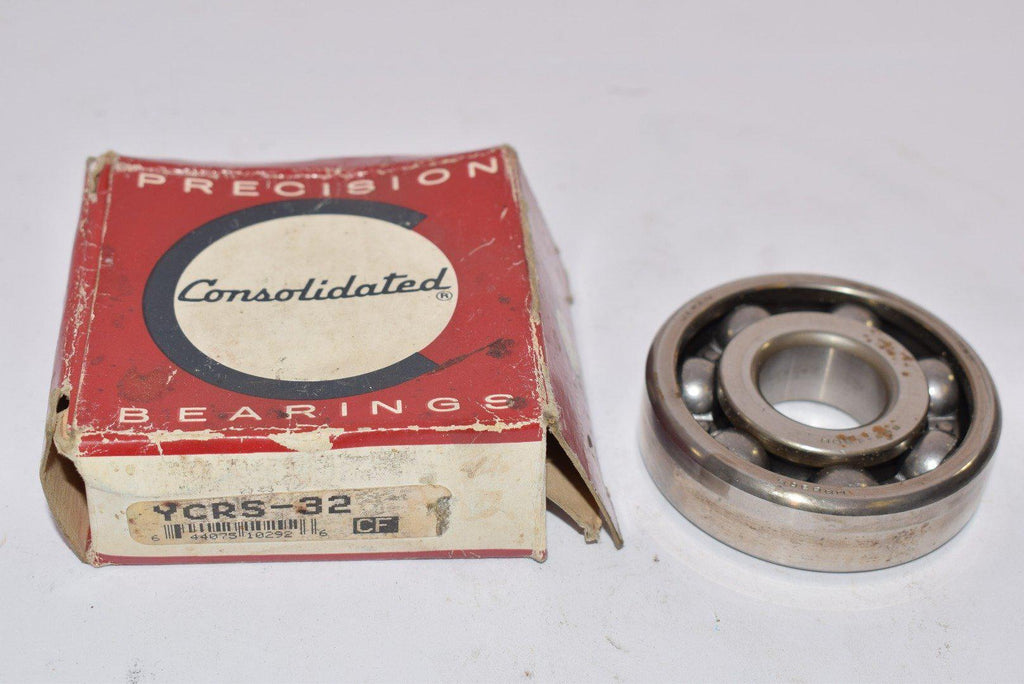 PRECISION
Consolidated®
BEARINGS
YCRS-32
CF
6 44075 10292 6